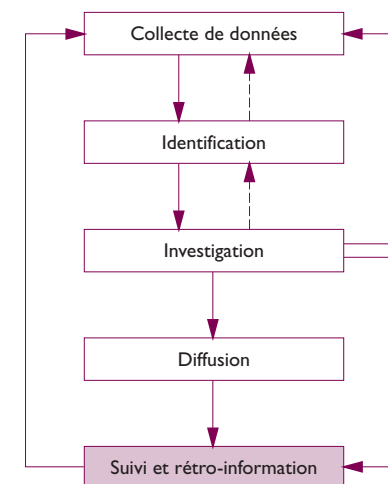 Collecte de données
Identification
Investigation
Diffusion
Suivi et rétro-information